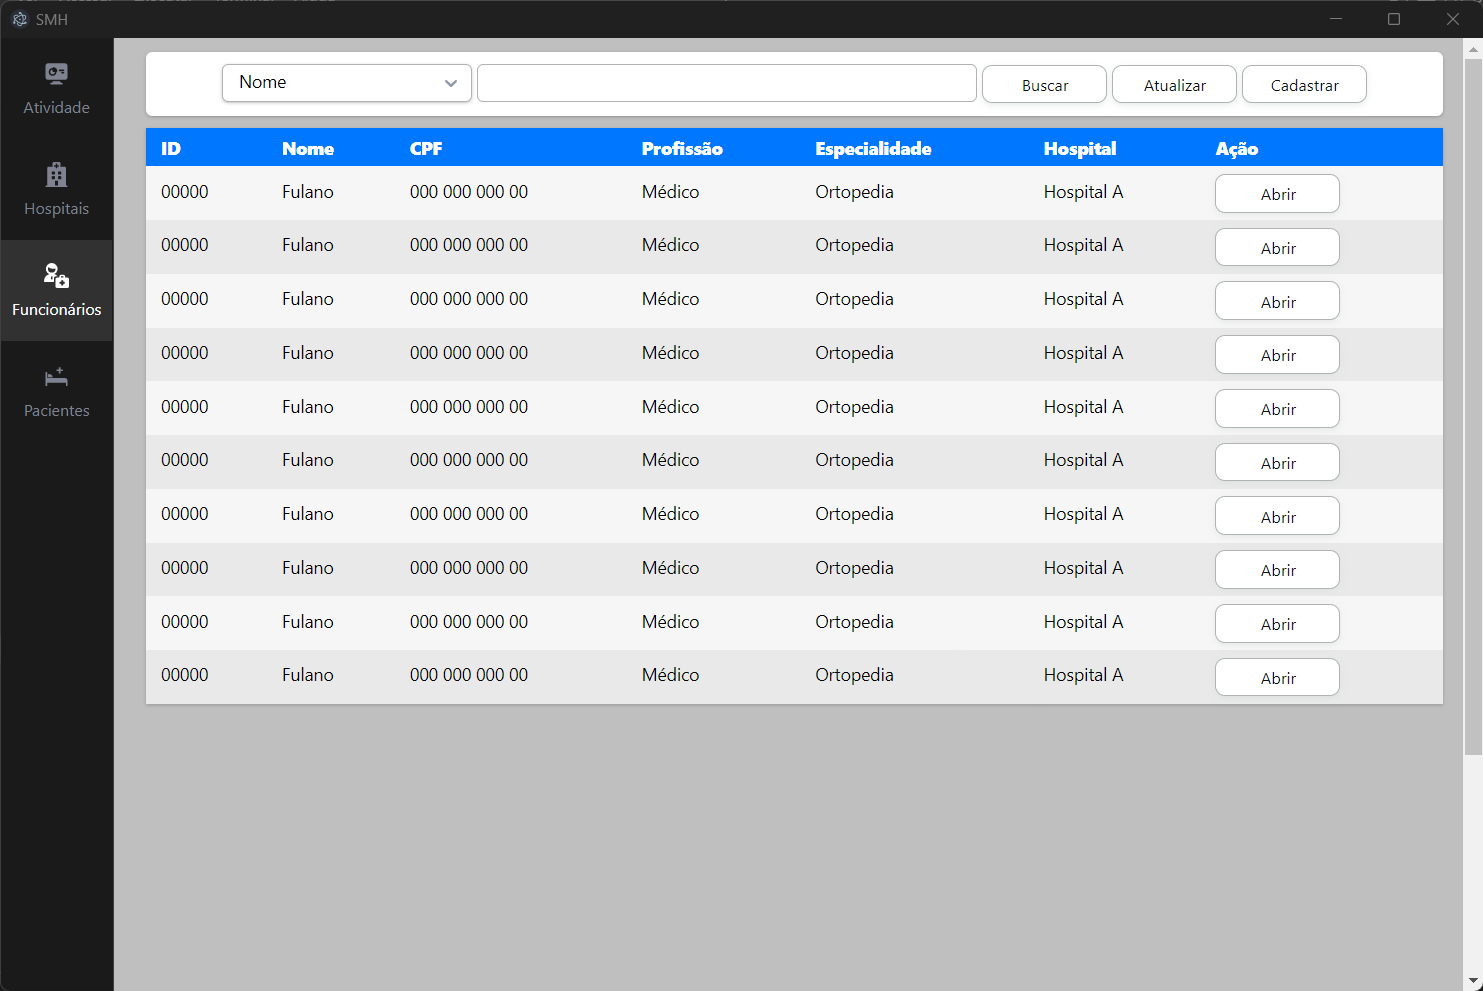 SMH
Atividade
Hospitais
Funcionários
Pacientes
Nome Buscar Atualizar Cadastrar
ID Nome CPF Profissão Especialidade Hospital Ação
00000 Fulano 000 000 000 00 Médico Ortopedia Hospital A Abrir
00000 Fulano 000 000 000 00 Médico Ortopedia Hospital A Abrir
00000 Fulano 000 000 000 00 Médico Ortopedia Hospital A Abrir
00000 Fulano 000 000 000 00 Médico Ortopedia Hospital A Abrir
00000 Fulano 000 000 000 00 Médico Ortopedia Hospital A Abrir
00000 Fulano 000 000 000 00 Médico Ortopedia Hospital A Abrir
00000 Fulano 000 000 000 00 Médico Ortopedia Hospital A Abrir
00000 Fulano 000 000 000 00 Médico Ortopedia Hospital A Abrir
00000 Fulano 000 000 000 00 Médico Ortopedia Hospital A Abrir
00000 Fulano 000 000 000 00 Médico Ortopedia Hospital A Abrir